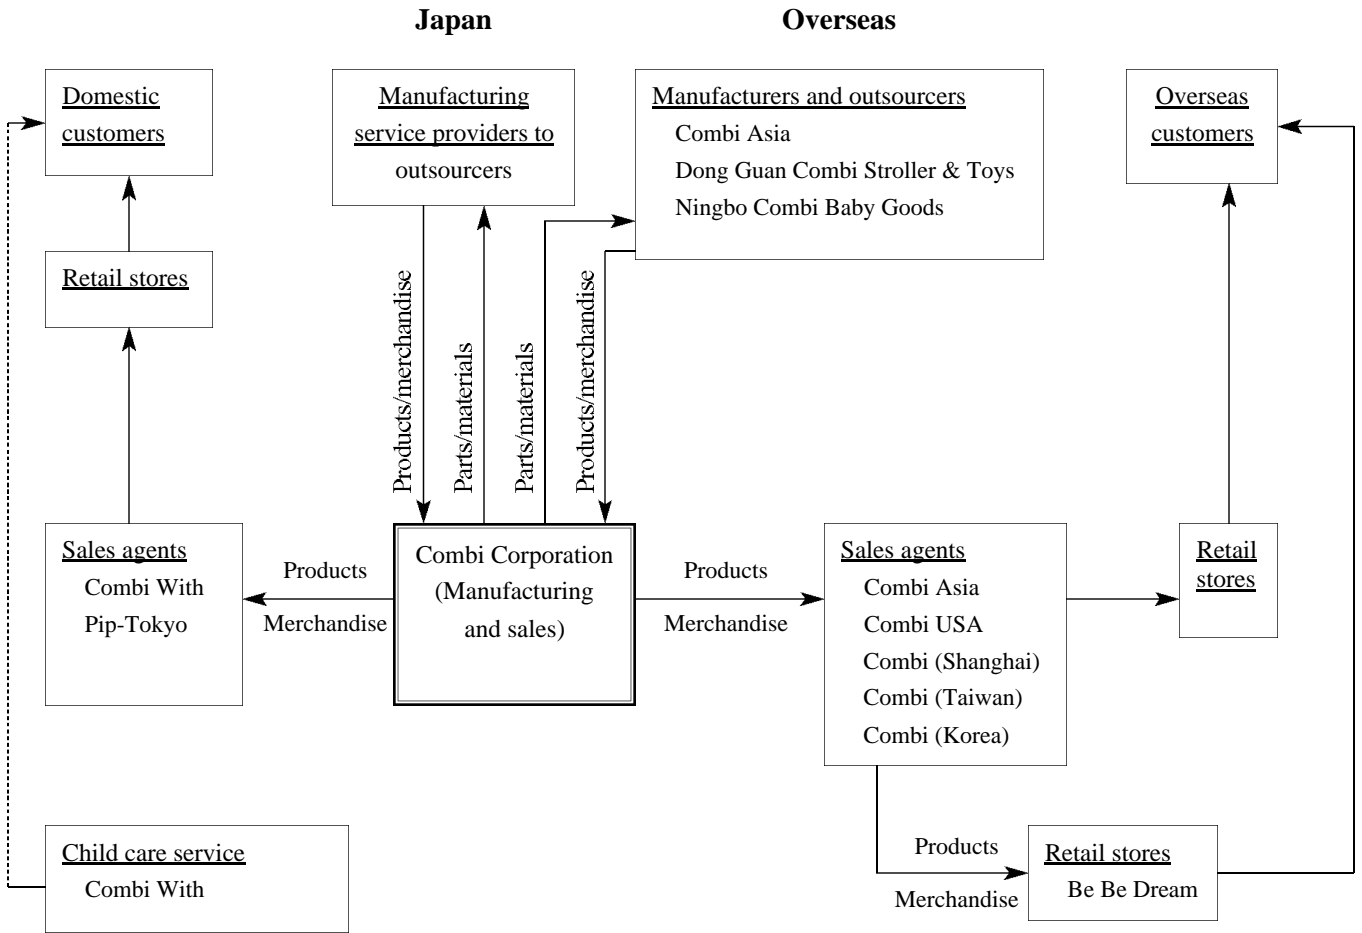 Japan
Overseas
Domestic
customers
Manufacturing
service providers to
outsourcers
Manufacturers and outsourcers
Combi Asia
Dong Guan Combi Stroller & Toys
Ningbo Combi Baby Goods
Overseas
customers
Retail stores
Products/merchandise
Parts/materials
Parts/materials
Products/merchandise
Sales agents
Combi With
Pip-Tokyo
Products
Merchandise
Combi Corporation
(Manufacturing
and sales)
Products
Merchandise
Sales agents
Combi Asia
Combi USA
Combi (Shanghai)
Combi (Taiwan)
Combi (Korea)
Retail
stores
Child care service
Combi With
Products
Merchandise
Retail stores
Be Be Dream